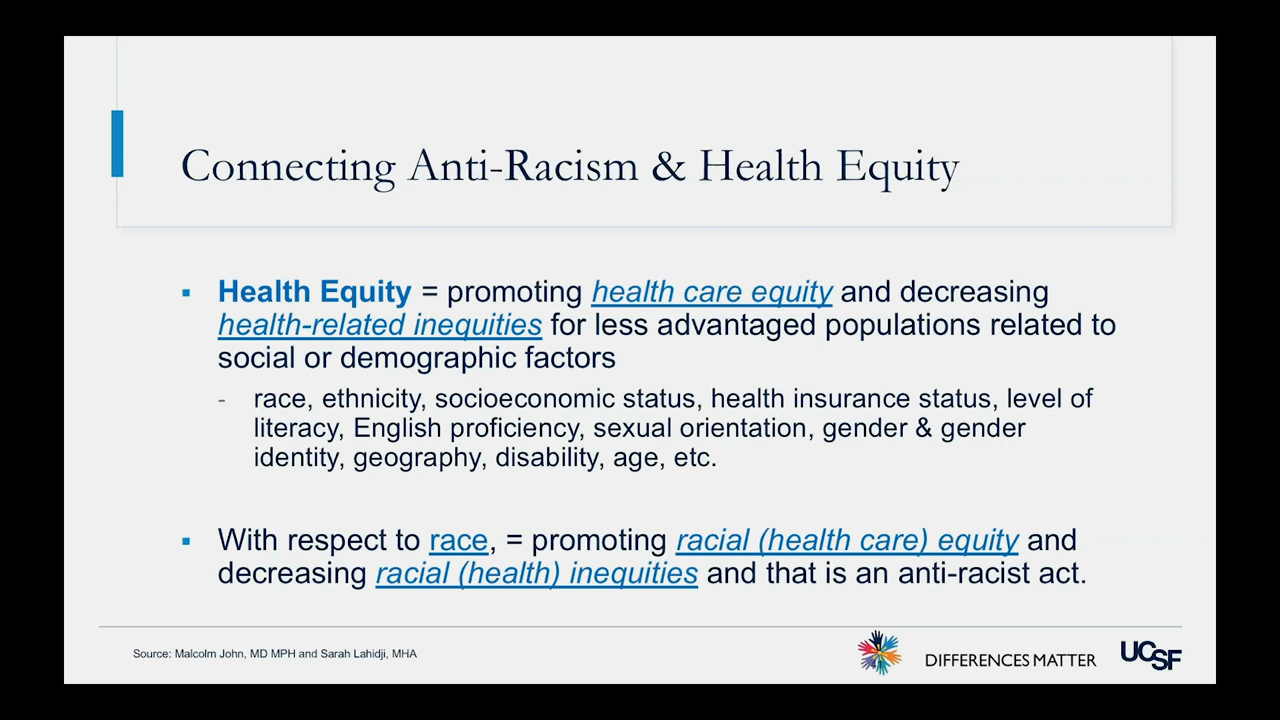 Connecting Anti-Racism & Health Equity
▪ Health Equity = promoting health care equity and decreasing
health-related inequities for less advantaged populations related to
social or demographic factors
- race, ethnicity, socioeconomic status, health insurance status, level of
literacy, English proficiency, sexual orientation, gender & gender
identity, geography, disability, age, etc.
▪ With respect to race, = promoting racial (health care) equity and
decreasing racial (health) inequities and that is an anti-racist act.
Source: Malcolm John, MD MPH and Sarah Lahidji, MHA
DIFFERENCES MATTER
UCSF